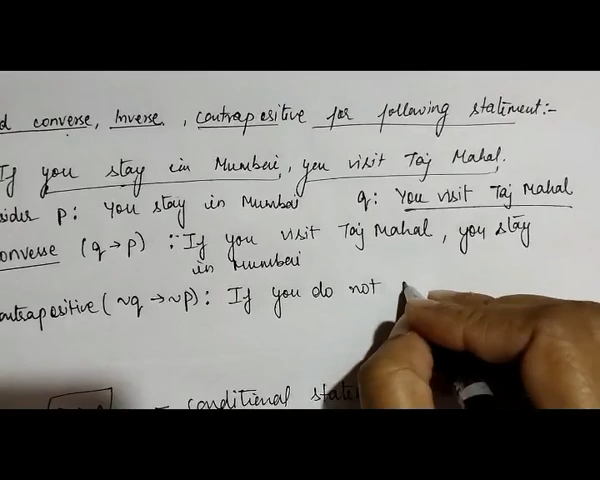 d converse, Inverse, contrapositive for following statement:-
If you stay in Mumbai, you visit Taj Mahal.
sider p: You stay in Mumbai q: You visit Taj Mahal
onverse (q→p) : If you visit Taj Mahal, you stay
in Mumbai
ontrapositive (~q→~p): If you do not
conditional state